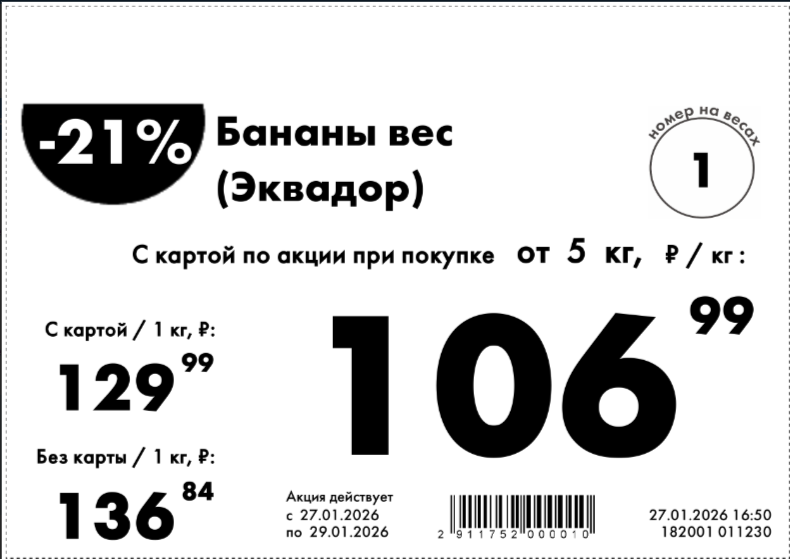 -21%
Бананы вес
(Эквадор)
номер на весах
1
С картой по акции при покупке от 5 кг, ₽ / кг :
106 99
С картой / 1 кг, ₽:
129 99
Без карты / 1 кг, ₽:
136 84
Акция действует
с 27.01.2026
по 29.01.2026
2 911752 000010
27.01.2026 16:50
182001 011230